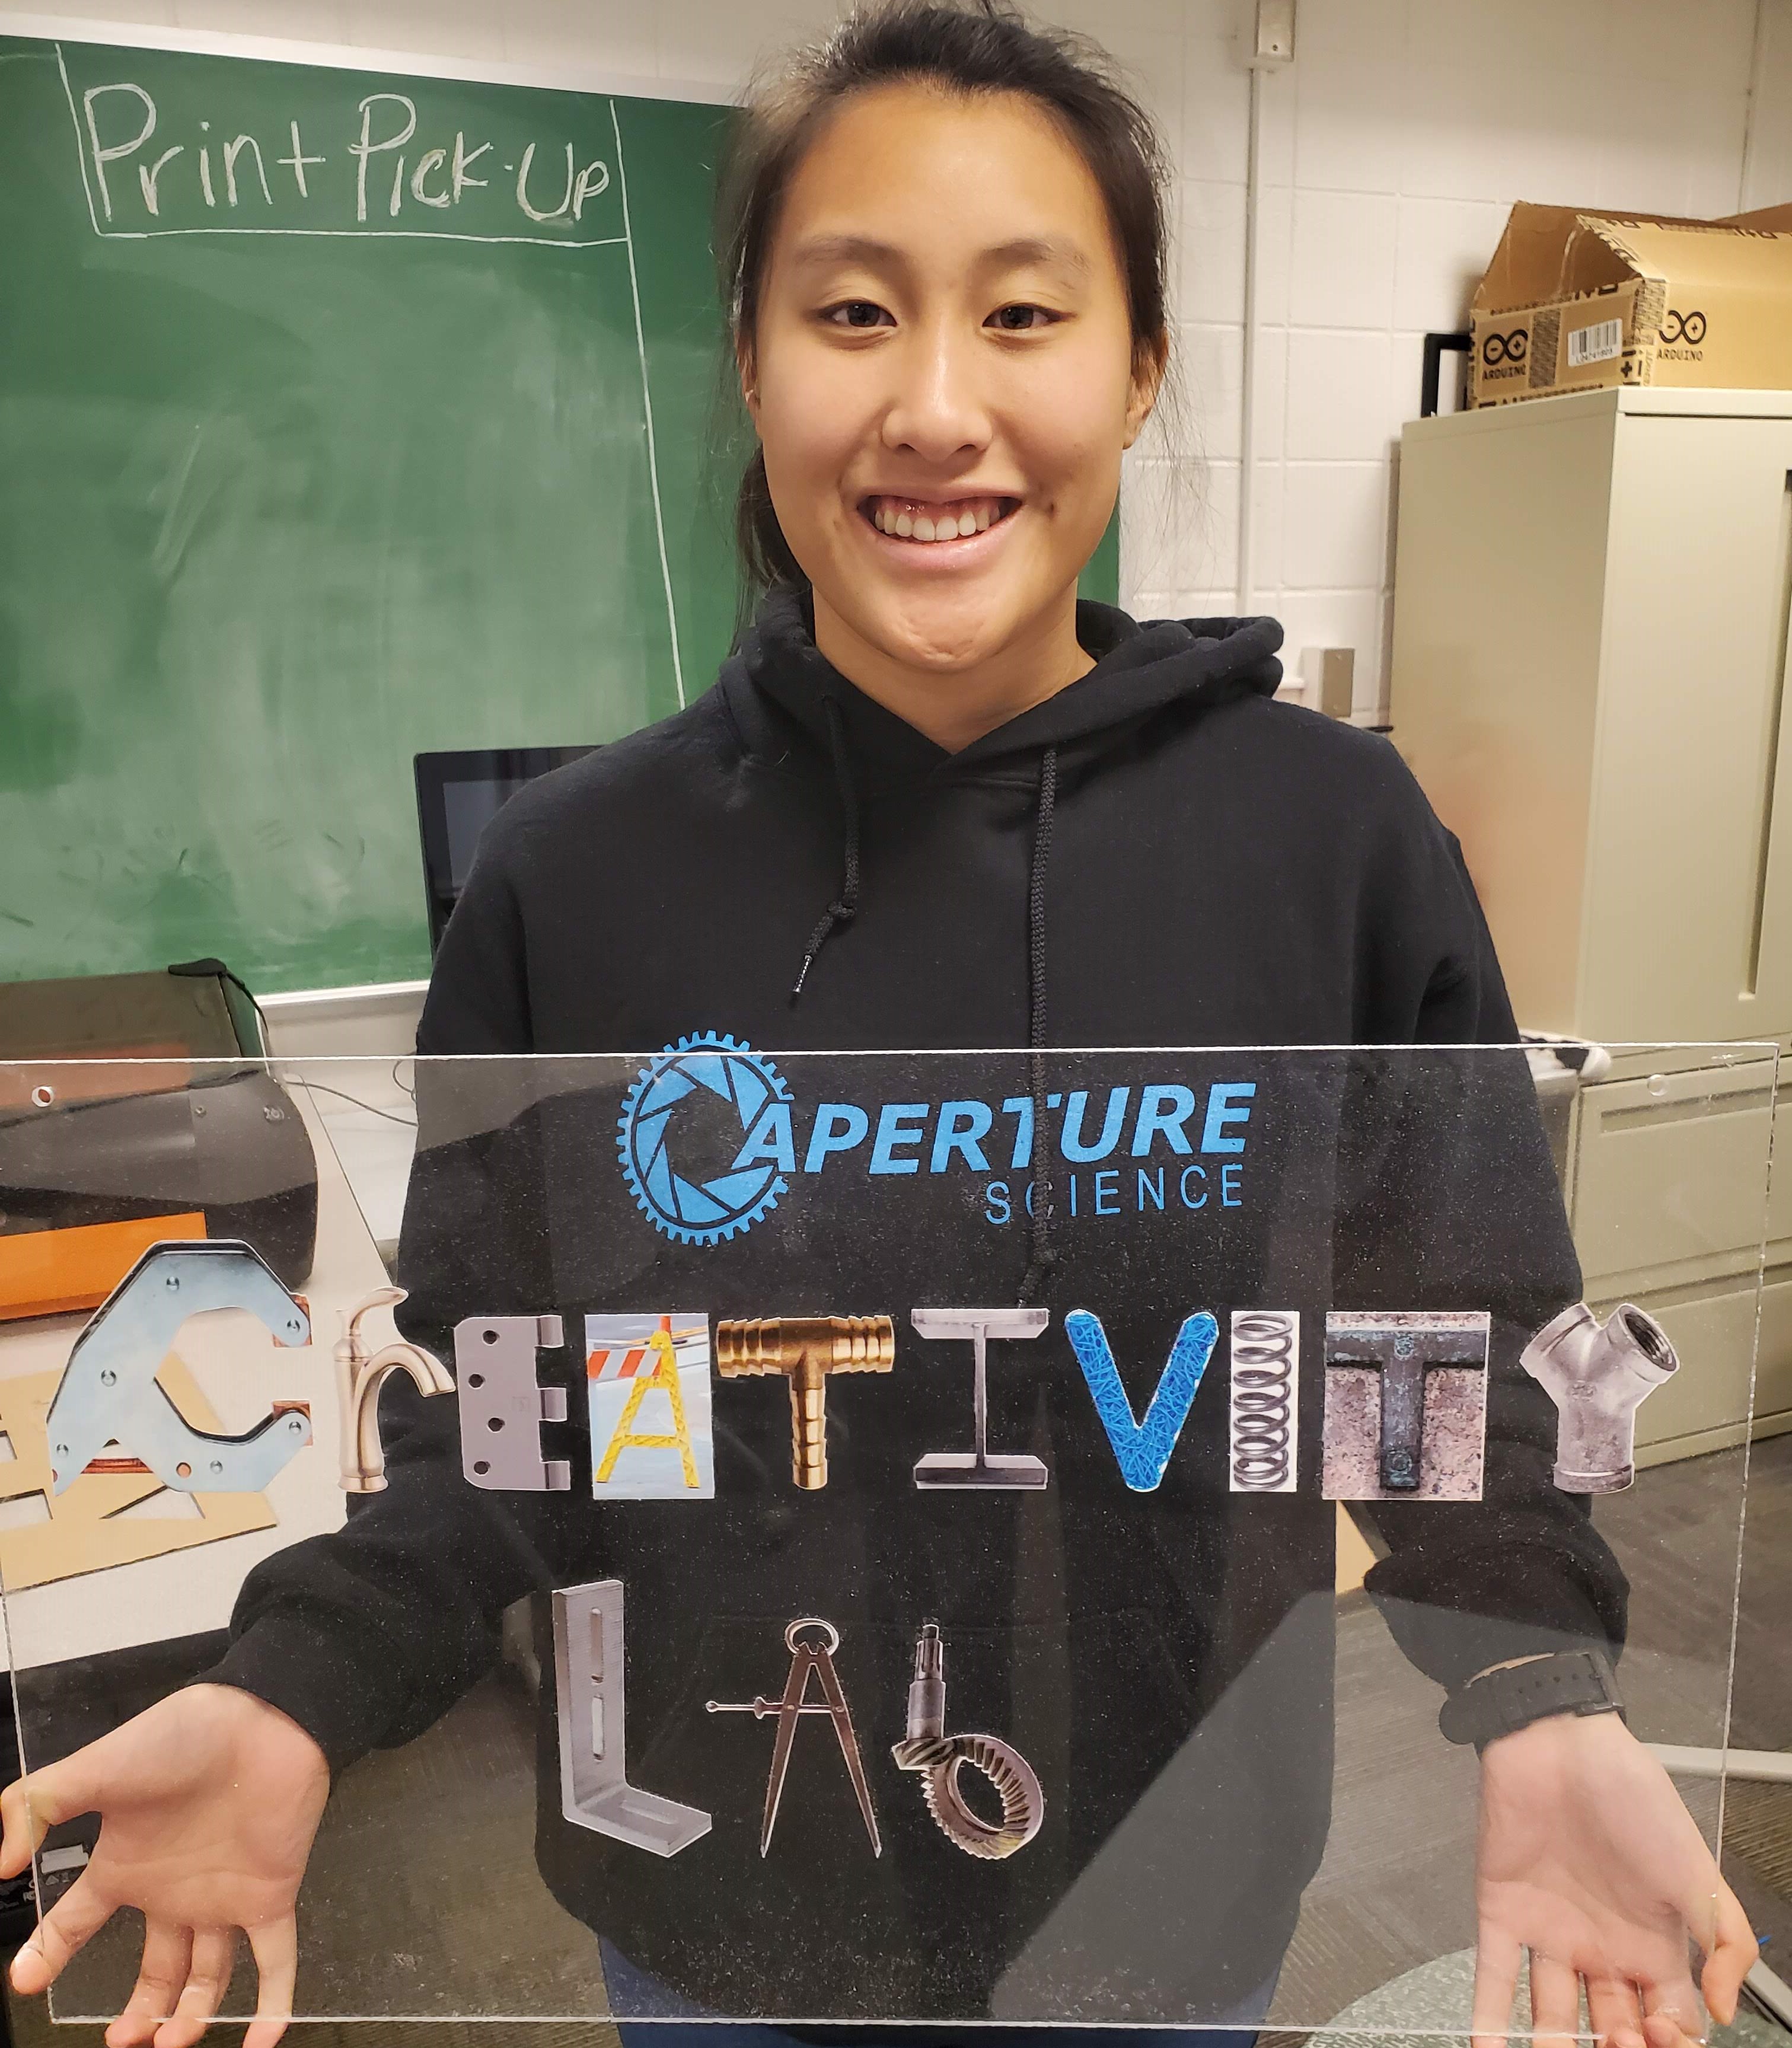 Print Pick-Up
ARDUINO
ARDUINO
APERTURE
SCIENCE
CrEATIVITY
LAb